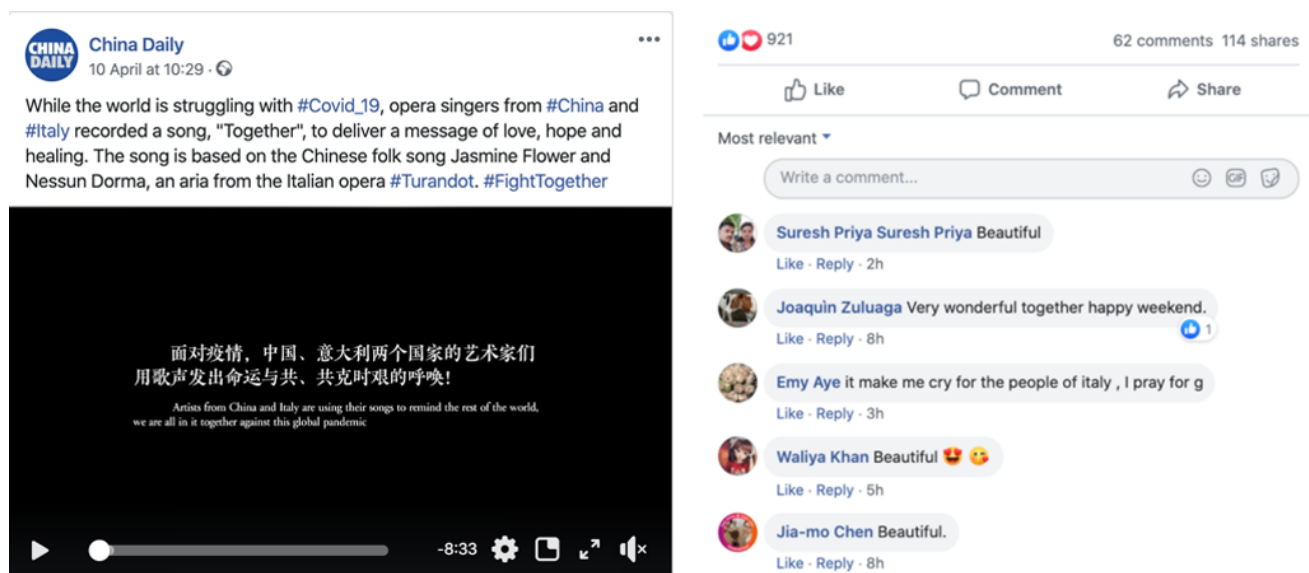 CHINA DAILY
China Daily
10 April at 10:29 ·
While the world is struggling with #Covid_19, opera singers from #China and
#Italy recorded a song, "Together", to deliver a message of love, hope and
healing. The song is based on the Chinese folk song Jasmine Flower and
Nessun Dorma, an aria from the Italian opera #Turandot. #FightTogether
面对疫情，中国、意大利两个国家的艺术家们
用歌声发出命运与共、共克时艰的呼唤！
Artists from China and Italy are using their songs to remind the rest of the world,
we are all in it together against this global pandemic
-8:33
921
62 comments 114 shares
Like Comment Share
Most relevant
Write a comment...
GIF
Suresh Priya Suresh Priya Beautiful
Like · Reply · 2h
Joaquìn Zuluaga Very wonderful together happy weekend.
1
Like · Reply · 8h
Emy Aye it make me cry for the people of italy , I pray for g
Like · Reply · 3h
Waliya Khan Beautiful 😍 😋
Like · Reply · 5h
Jia-mo Chen Beautiful.
Like · Reply · 8h